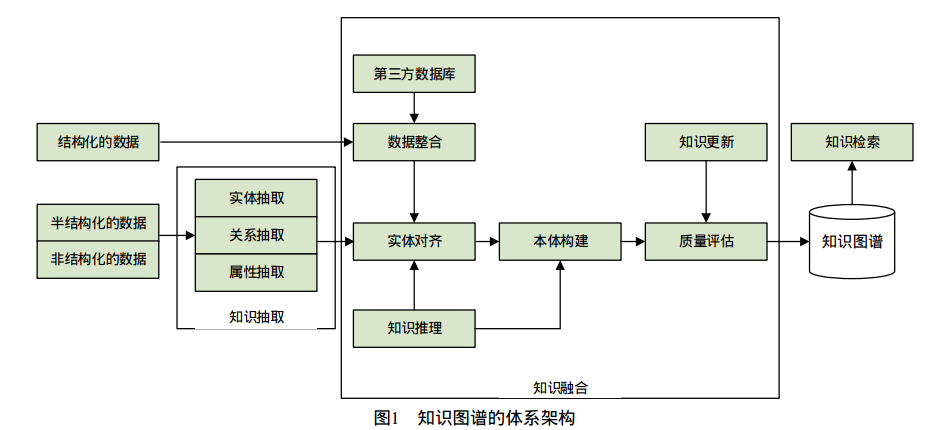 第三方数据库
结构化的数据
数据整合
知识更新
知识检索
实体抽取
半结构化的数据
关系抽取
实体对齐
本体构建
质量评估
知识图谱
非结构化的数据
属性抽取
知识抽取
知识推理
知识融合
图1 知识图谱的体系架构